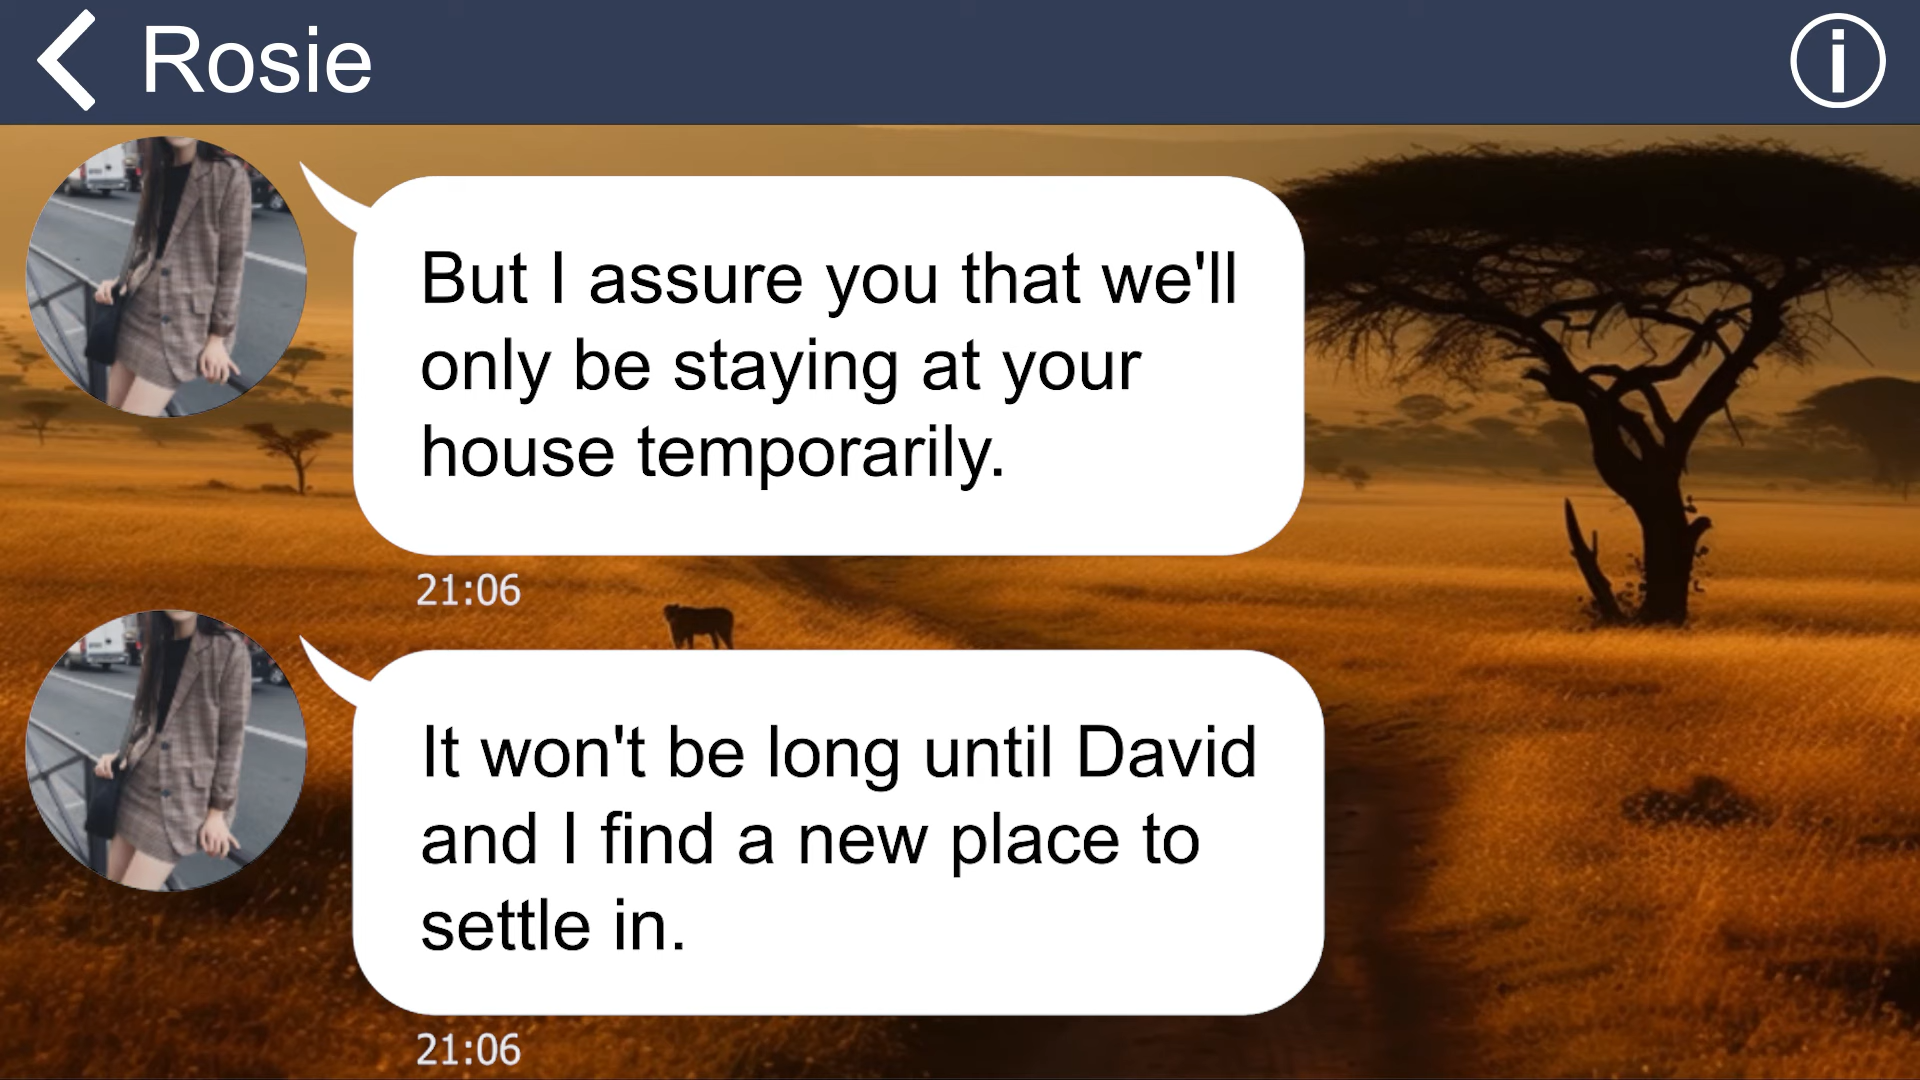 Rosie
But I assure you that we'll
only be staying at your
house temporarily.
21:06
It won't be long until David
and I find a new place to
settle in.
21:06